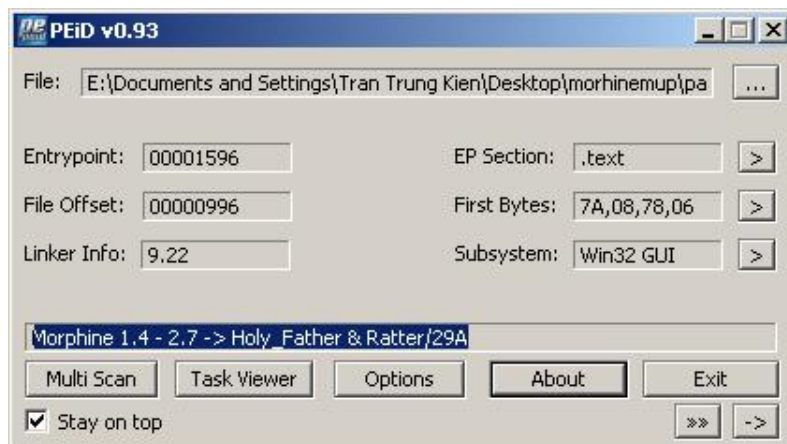 PEiD v0.93
File: E:\Documents and Settings\Tran Trung Kien\Desktop\morhinemup\pa ...
Entrypoint: 00001596 EP Section: .text >
File Offset: 00000996 First Bytes: 7A,08,78,06 >
Linker Info: 9.22 Subsystem: Win32 GUI >
Morphine 1.4 - 2.7 -> Holy_Father & Ratter/29A
Multi Scan Task Viewer Options About Exit
Stay on top »» ->